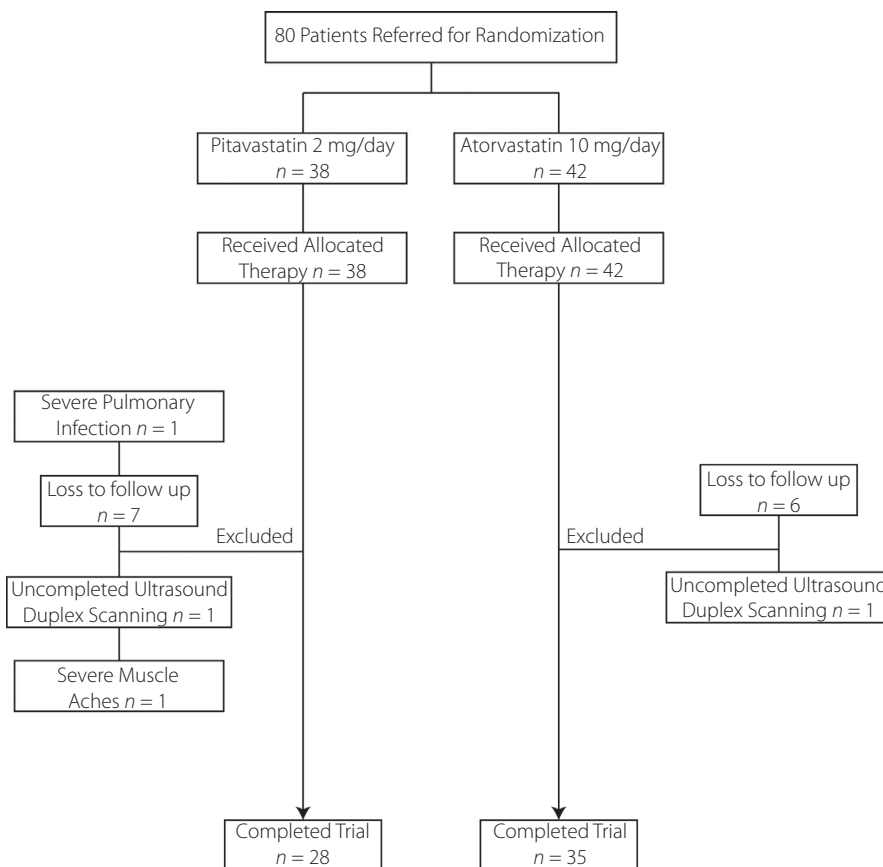 80 Patients Referred for Randomization
Pitavastatin 2 mg/day
n = 38
Atorvastatin 10 mg/day
n = 42
Received Allocated
Therapy n = 38
Received Allocated
Therapy n = 42
Severe Pulmonary
Infection n = 1
Loss to follow up
n = 7
Excluded
Uncompleted Ultrasound
Duplex Scanning n = 1
Severe Muscle
Aches n = 1
Loss to follow up
n = 6
Excluded
Uncompleted Ultrasound
Duplex Scanning n = 1
Completed Trial
n = 28
Completed Trial
n = 35